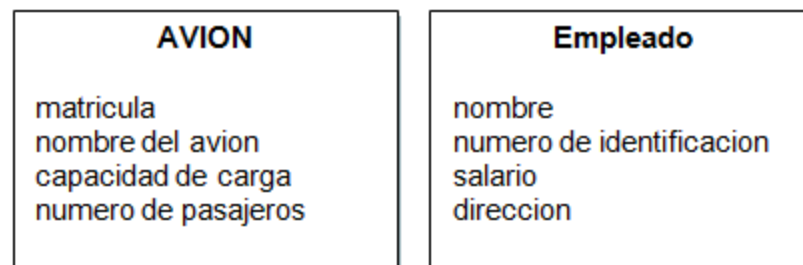 AVION
matricula
nombre del avion
capacidad de carga
numero de pasajeros
Empleado
nombre
numero de identificacion
salario
direccion